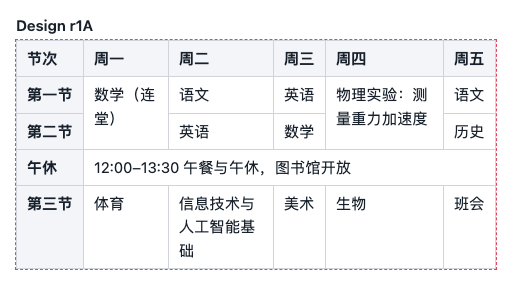 Design r1A
节次 周一 周二 周三 周四 周五
第一节 数学（连 语文 英语 物理实验：测 语文
堂） 量重力加速度
第二节 英语 数学 历史
午休 12:00–13:30 午餐与午休，图书馆开放
第三节 体育 信息技术与 美术 生物 班会
人工智能基
础